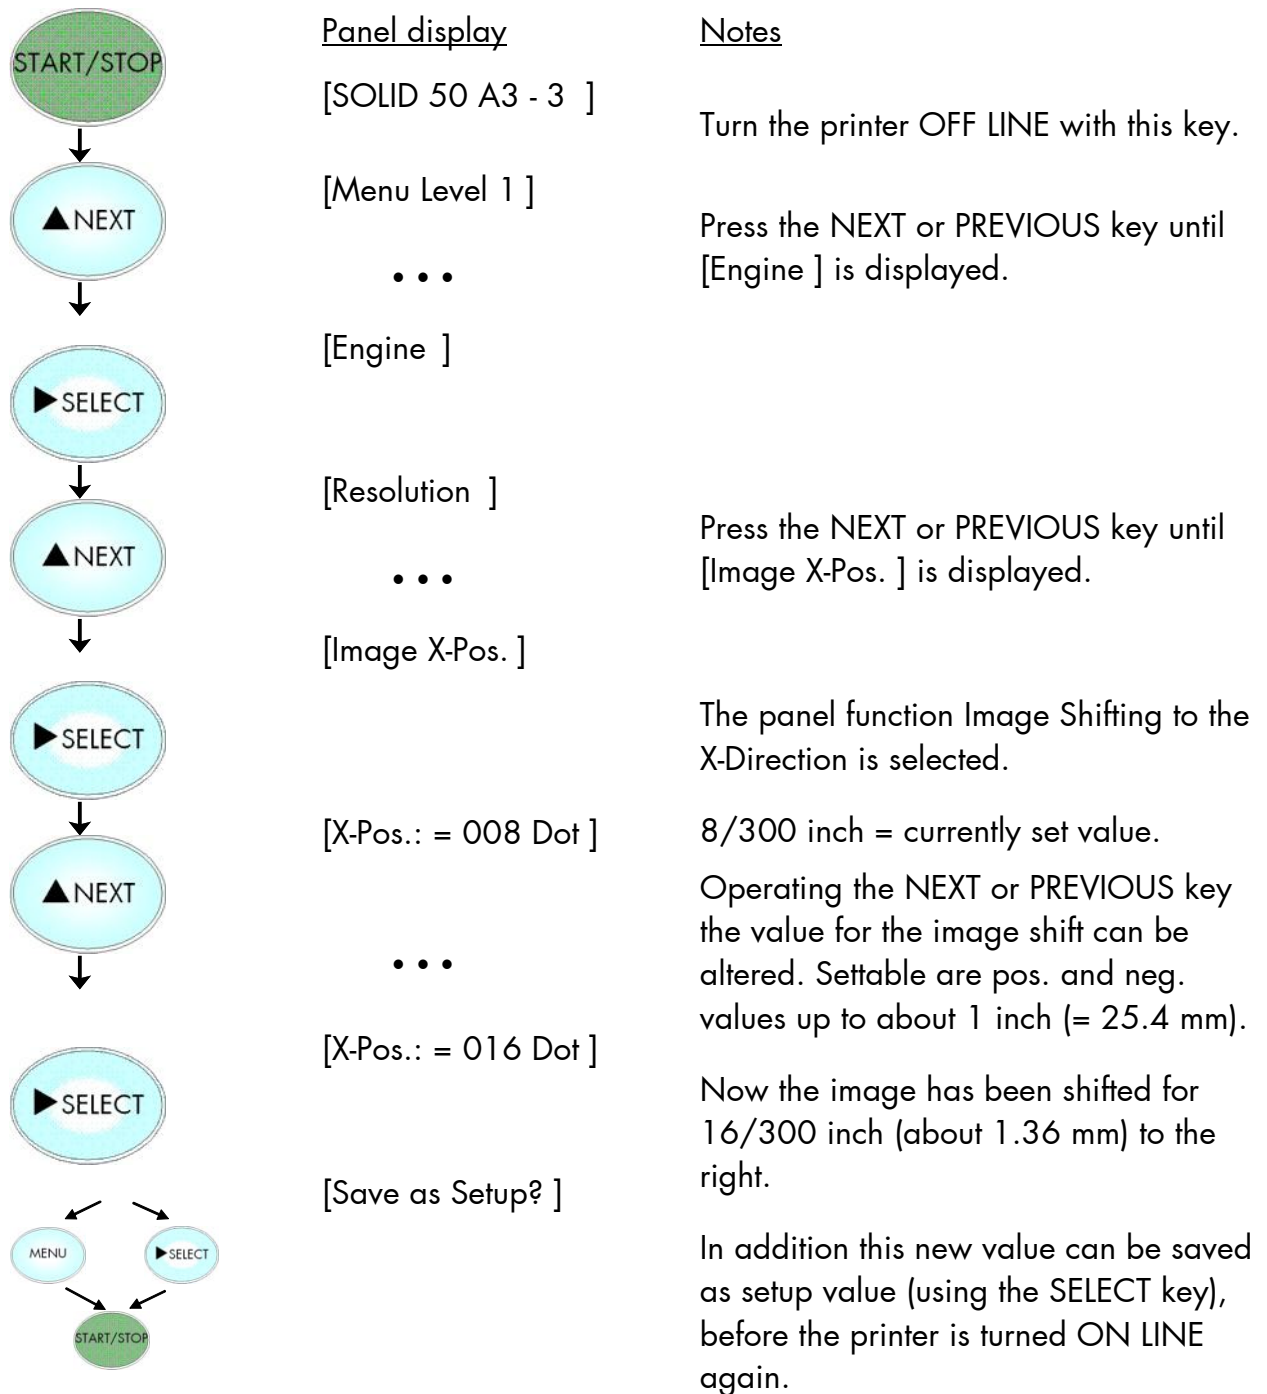 Panel display
Notes
START/STOP
[SOLID 50 A3 - 3 ]
Turn the printer OFF LINE with this key.
▲NEXT
[Menu Level 1 ]
Press the NEXT or PREVIOUS key until
[Engine ] is displayed.
• • •
[Engine ]
▶SELECT
[Resolution ]
▲NEXT
Press the NEXT or PREVIOUS key until
[Image X-Pos. ] is displayed.
• • •
[Image X-Pos. ]
▶SELECT
The panel function Image Shifting to the
X-Direction is selected.
[X-Pos.: = 008 Dot ]
8/300 inch = currently set value.
▲NEXT
Operating the NEXT or PREVIOUS key
the value for the image shift can be
altered. Settable are pos. and neg.
values up to about 1 inch (= 25.4 mm).
• • •
[X-Pos.: = 016 Dot ]
▶SELECT
Now the image has been shifted for
16/300 inch (about 1.36 mm) to the
right.
[Save as Setup? ]
MENU
▶SELECT
In addition this new value can be saved
as setup value (using the SELECT key),
before the printer is turned ON LINE
again.
START/STOP